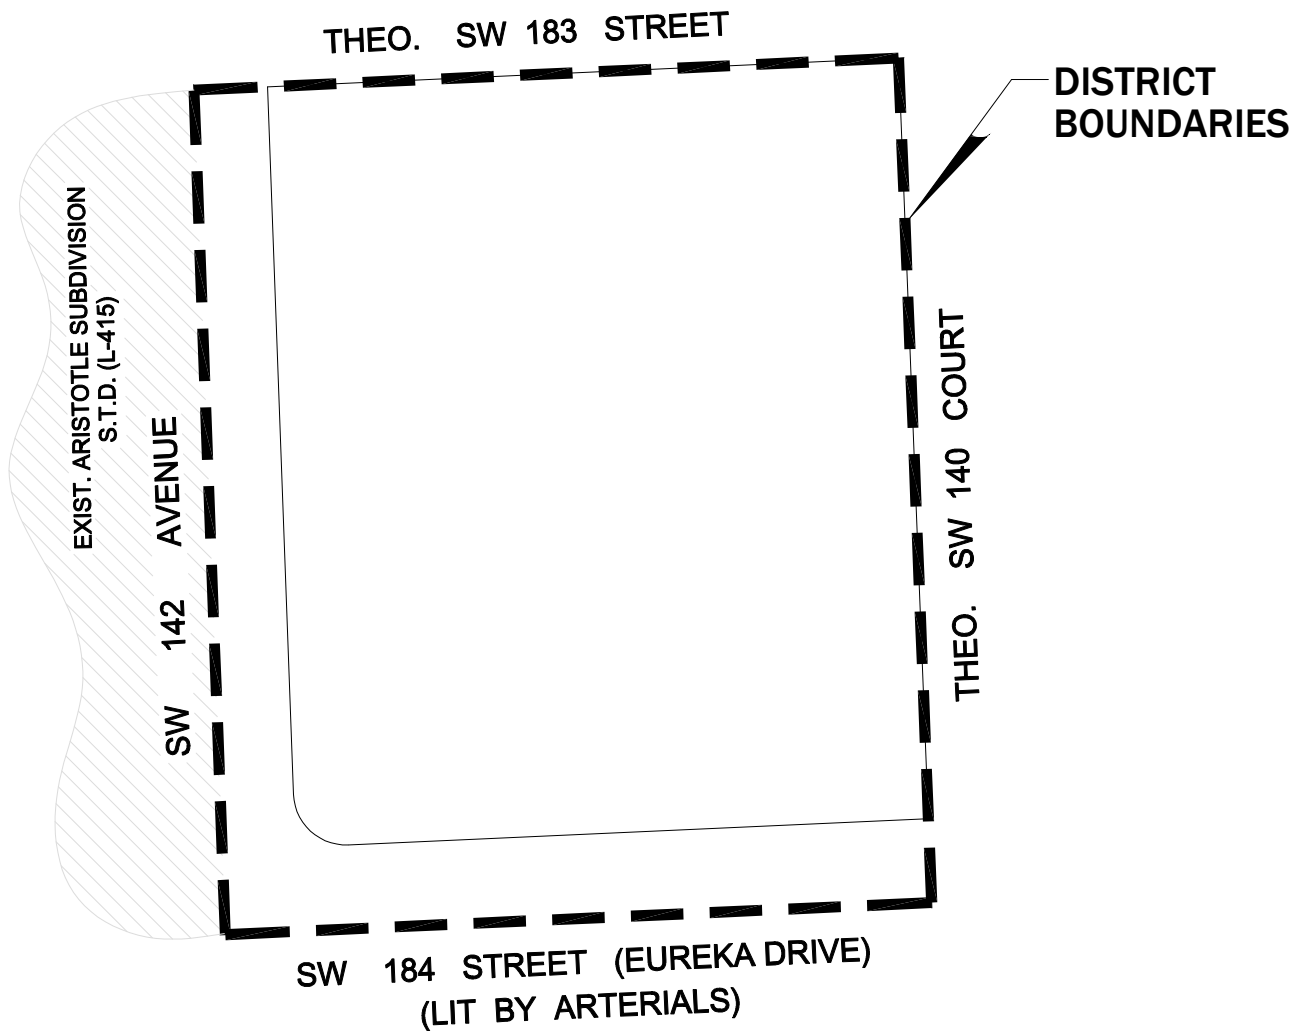 THEO. SW 183 STREET
DISTRICT
BOUNDARIES
EXIST. ARISTOTLE SUBDIVISION
S.T.D. (L-415)
SW 142 AVENUE
THEO. SW 140 COURT
SW 184 STREET (EUREKA DRIVE)
(LIT BY ARTERIALS)